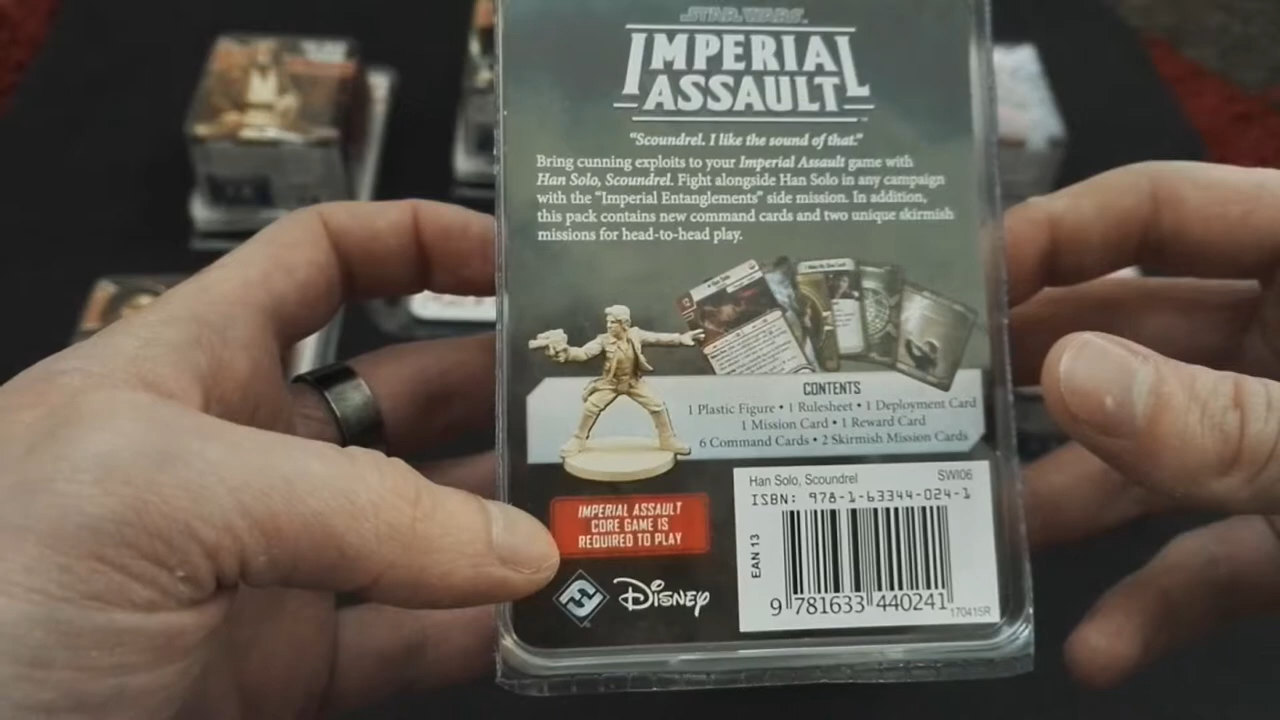 STAR WARS
IMPERIAL
ASSAULT
"Scoundrel. I like the sound of that."
Bring cunning exploits to your Imperial Assault game with
Han Solo, Scoundrel. Fight alongside Han Solo in any campaign
with the "Imperial Entanglements" side mission. In addition,
this pack contains new command cards and two unique skirmish
missions for head-to-head play.
CONTENTS
1 Plastic Figure • 1 Rulesheet • 1 Deployment Card
1 Mission Card • 1 Reward Card
6 Command Cards • 2 Skirmish Mission Cards
IMPERIAL ASSAULT
CORE GAME IS
REQUIRED TO PLAY
Disney
Han Solo, Scoundrel SWI06
ISBN: 978-1-63344-024-1
EAN 13
9 781633 440241
170415R